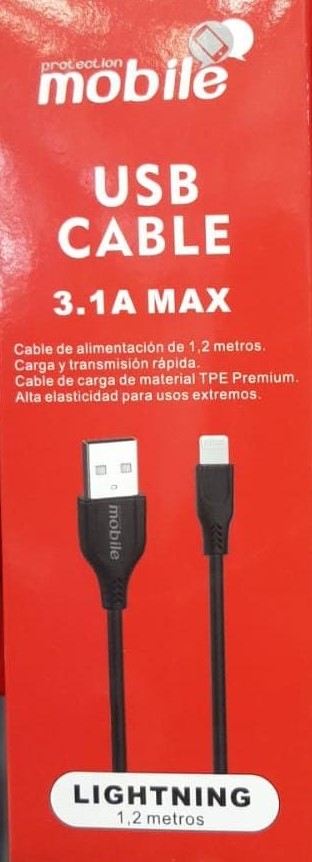 protection
mobile
USB
CABLE
3.1A MAX
Cable de alimentación de 1,2 metros.
Carga y transmisión rápida.
Cable de carga de material TPE Premium.
Alta elasticidad para usos extremos.
mobile
LIGHTNING
1,2 metros